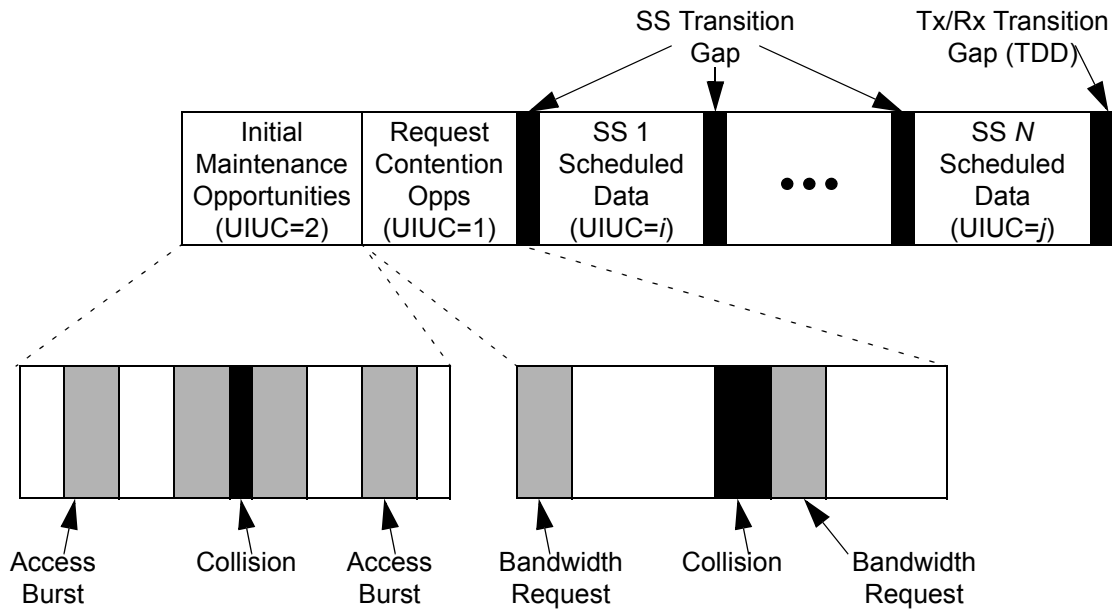 SS Transition
Gap
Tx/Rx Transition
Gap (TDD)
Initial
Maintenance
Opportunities
(UIUC=2)
Request
Contention
Opps
(UIUC=1)
SS 1
Scheduled
Data
(UIUC=i)
SS N
Scheduled
Data
(UIUC=j)
Access
Burst
Collision
Access
Burst
Bandwidth
Request
Collision
Bandwidth
Request